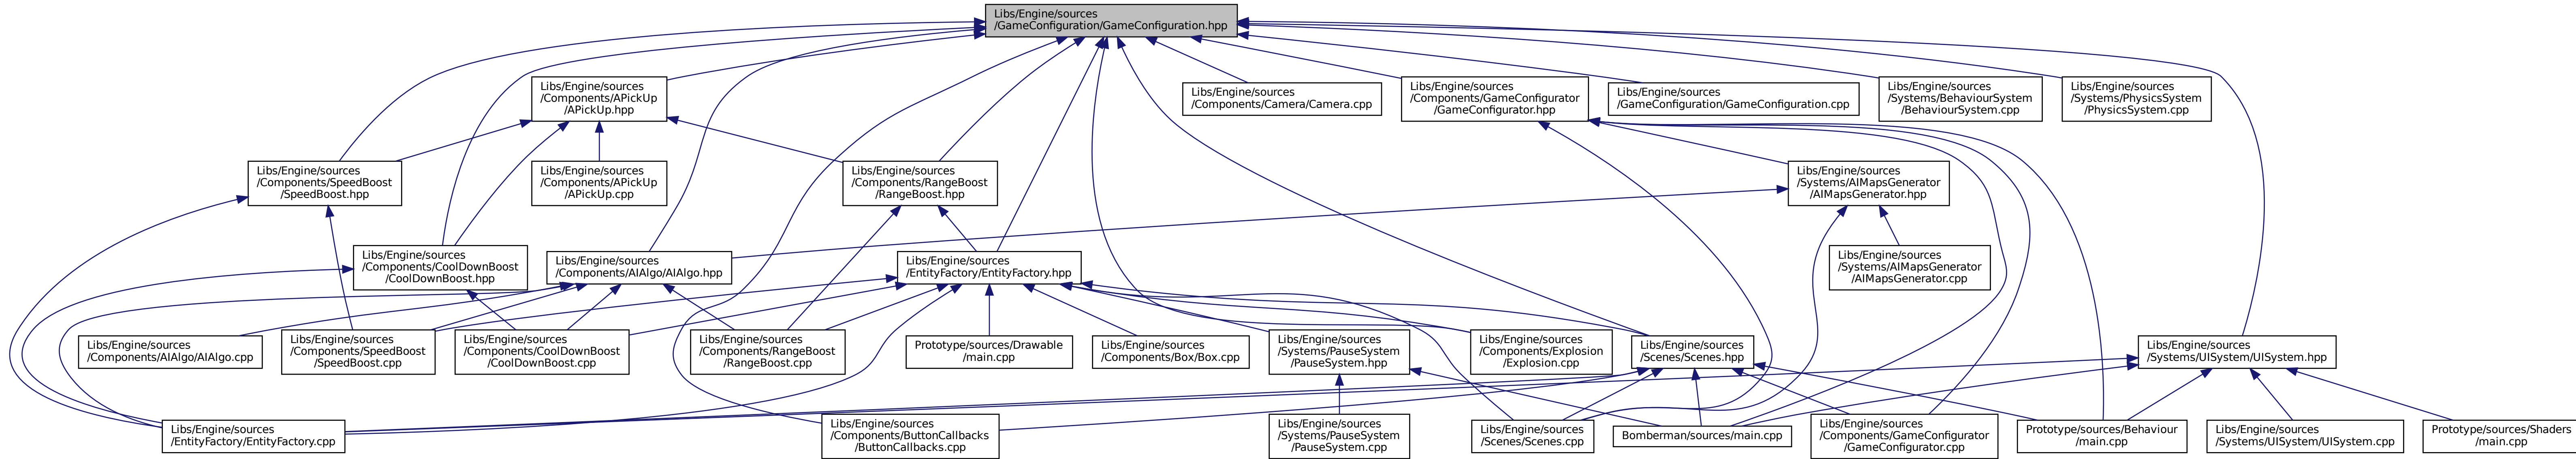 Libs/Engine/sources
/GameConfiguration/GameConfiguration.hpp
Libs/Engine/sources
/Components/APickUp
/APickUp.hpp
Libs/Engine/sources
/Components/Camera/Camera.cpp
Libs/Engine/sources
/Components/GameConfigurator
/GameConfigurator.hpp
Libs/Engine/sources
/GameConfiguration/GameConfiguration.cpp
Libs/Engine/sources
/Systems/BehaviourSystem
/BehaviourSystem.cpp
Libs/Engine/sources
/Systems/PhysicsSystem
/PhysicsSystem.cpp
Libs/Engine/sources
/Components/SpeedBoost
/SpeedBoost.hpp
Libs/Engine/sources
/Components/APickUp
/APickUp.cpp
Libs/Engine/sources
/Components/RangeBoost
/RangeBoost.hpp
Libs/Engine/sources
/Systems/AIMapsGenerator
/AIMapsGenerator.hpp
Libs/Engine/sources
/Components/CoolDownBoost
/CoolDownBoost.hpp
Libs/Engine/sources
/Components/AIAlgo/AIAlgo.hpp
Libs/Engine/sources
/EntityFactory/EntityFactory.hpp
Libs/Engine/sources
/Systems/AIMapsGenerator
/AIMapsGenerator.cpp
Libs/Engine/sources
/Components/AIAlgo/AIAlgo.cpp
Libs/Engine/sources
/Components/SpeedBoost
/SpeedBoost.cpp
Libs/Engine/sources
/Components/CoolDownBoost
/CoolDownBoost.cpp
Libs/Engine/sources
/Components/RangeBoost
/RangeBoost.cpp
Prototype/sources/Drawable
/main.cpp
Libs/Engine/sources
/Components/Box/Box.cpp
Libs/Engine/sources
/Systems/PauseSystem
/PauseSystem.hpp
Libs/Engine/sources
/Components/Explosion
/Explosion.cpp
Libs/Engine/sources
/Scenes/Scenes.hpp
Libs/Engine/sources
/Systems/UISystem/UISystem.hpp
Libs/Engine/sources
/EntityFactory/EntityFactory.cpp
Libs/Engine/sources
/Components/ButtonCallbacks
/ButtonCallbacks.cpp
Libs/Engine/sources
/Systems/PauseSystem
/PauseSystem.cpp
Libs/Engine/sources
/Scenes/Scenes.cpp
Bomberman/sources/main.cpp
Libs/Engine/sources
/Components/GameConfigurator
/GameConfigurator.cpp
Prototype/sources/Behaviour
/main.cpp
Libs/Engine/sources
/Systems/UISystem/UISystem.cpp
Prototype/sources/Shaders
/main.cpp